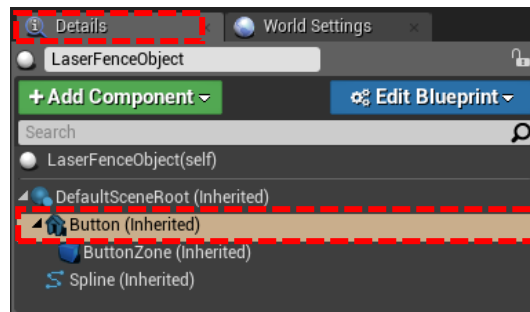 Details World Settings
LaserFenceObject
+ Add Component Edit Blueprint
Search
LaserFenceObject(self)
DefaultSceneRoot (Inherited)
Button (Inherited)
ButtonZone (Inherited)
Spline (Inherited)